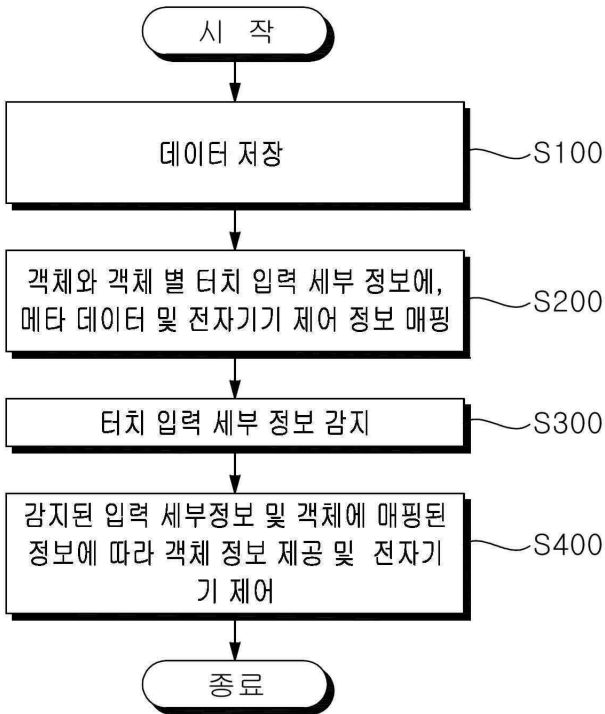 시 작
데이터 저장
S100
객체와 객체 별 터치 입력 세부 정보에,
메타 데이터 및 전자기기 제어 정보 매핑
S200
터치 입력 세부 정보 감지
S300
감지된 입력 세부정보 및 객체에 매핑된
정보에 따라 객체 정보 제공 및 전자기
기 제어
S400
종료